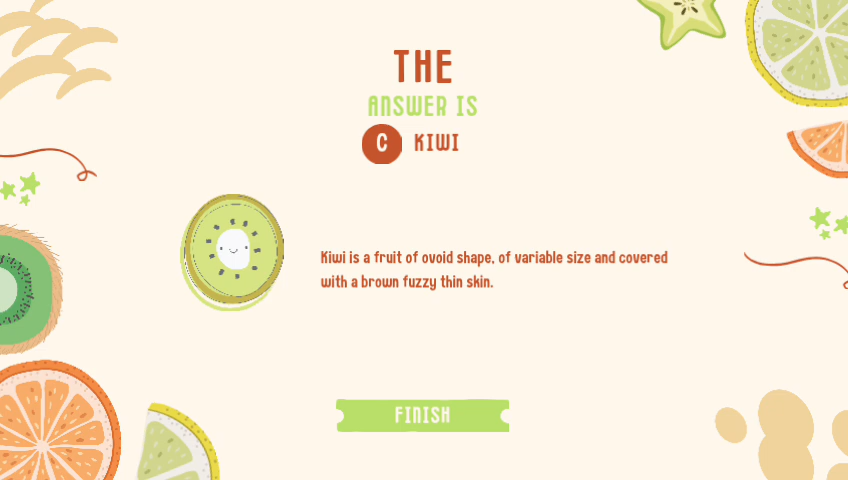 THE
ANSWER IS
C KIWI
Kiwi is a fruit of ovoid shape, of variable size and covered
with a brown fuzzy thin skin.
FINISH